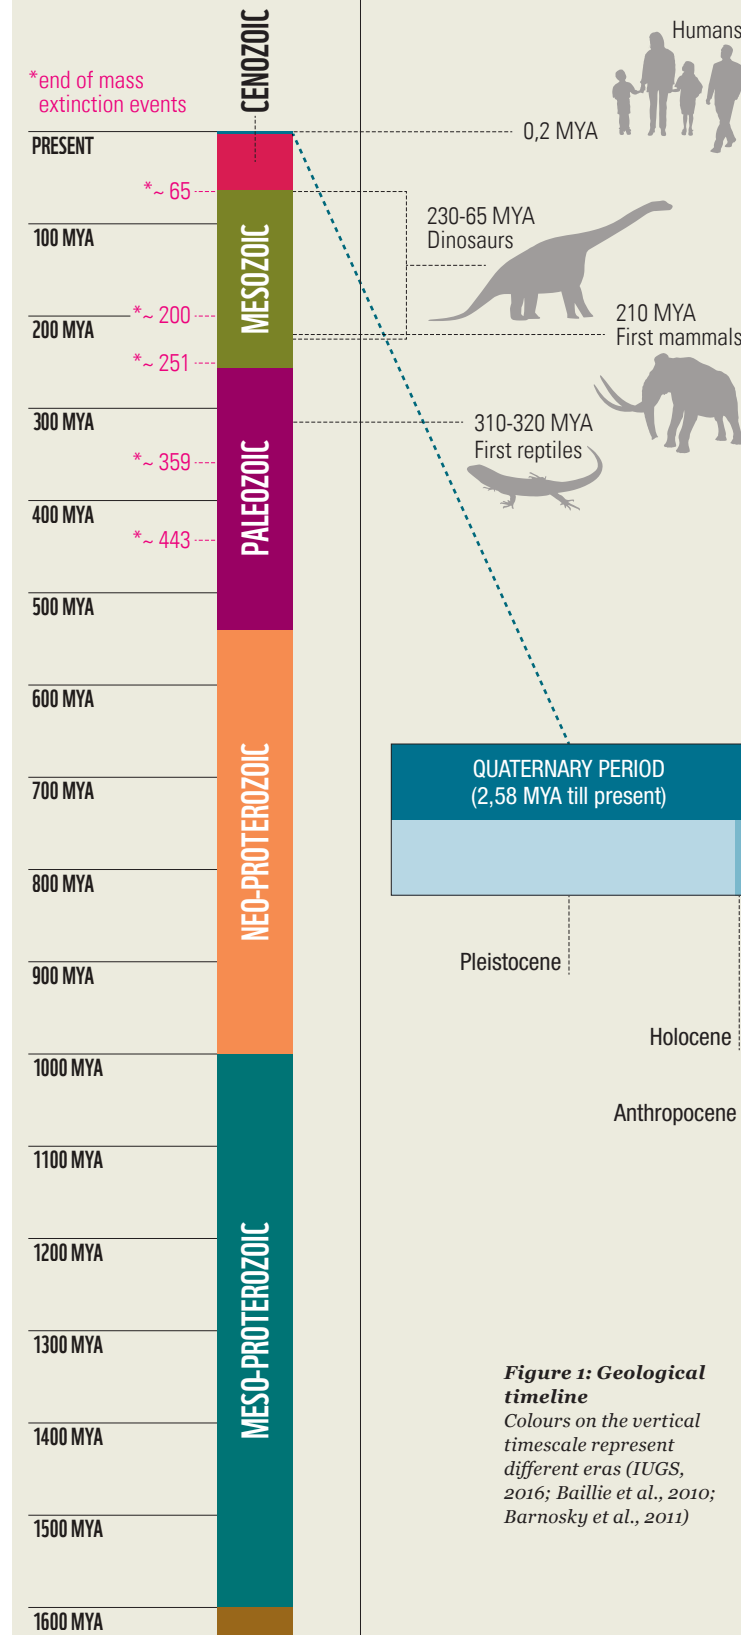 CENOZOIC
Humans
*end of mass
extinction events
0,2 MYA
PRESENT
*~ 65
230-65 MYA
Dinosaurs
100 MYA
MESOZOIC
*~ 200
200 MYA
210 MYA
First mammals
*~ 251
300 MYA
310-320 MYA
First reptiles
*~ 359
PALEOZOIC
400 MYA
*~ 443
500 MYA
600 MYA
NEO-PROTEROZOIC
700 MYA
QUATERNARY PERIOD
(2,58 MYA till present)
800 MYA
900 MYA
Pleistocene
Holocene
1000 MYA
Anthropocene
1100 MYA
1200 MYA
MESO-PROTEROZOIC
1300 MYA
1400 MYA
1500 MYA
1600 MYA
Figure 1: Geological
timeline
Colours on the vertical
timescale represent
different eras (IUGS,
2016; Baillie et al., 2010;
Barnosky et al., 2011)